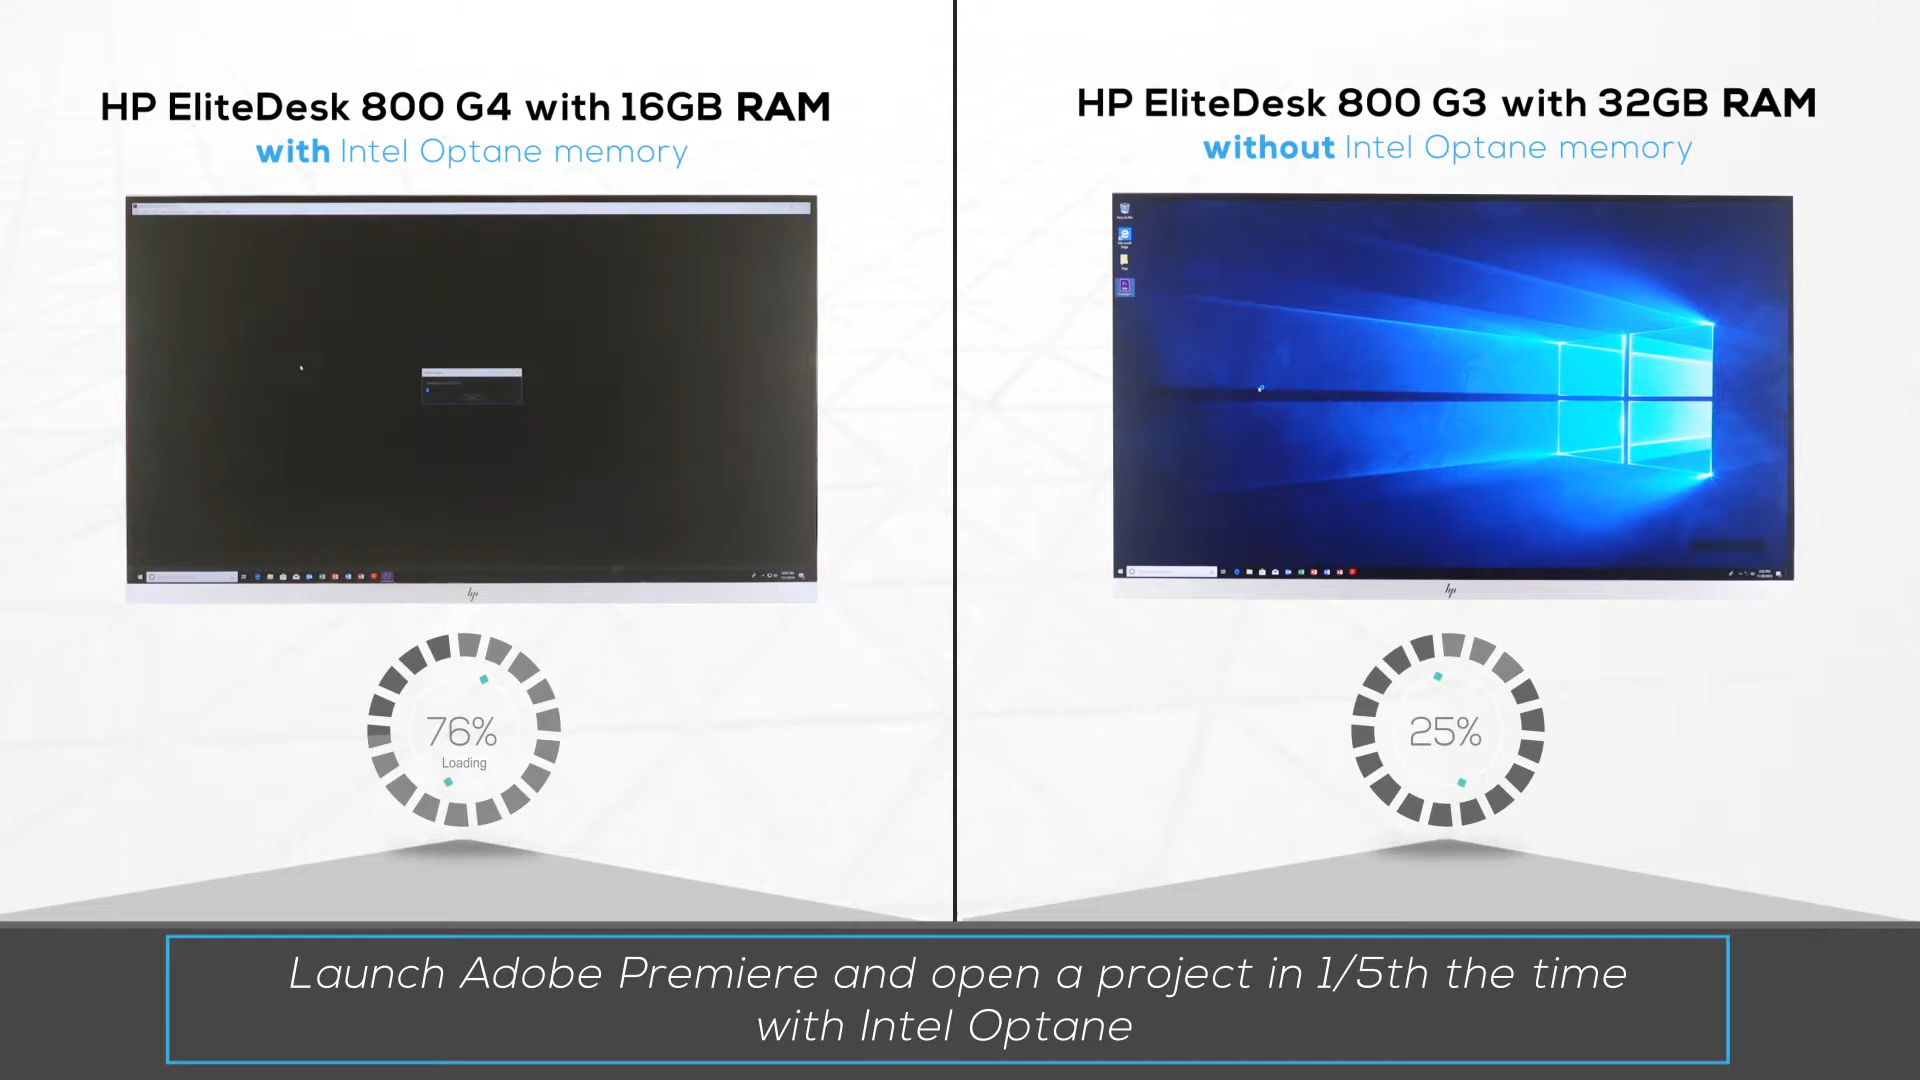 HP EliteDesk 800 G4 with 16GB RAM
with Intel Optane memory
HP EliteDesk 800 G3 with 32GB RAM
without Intel Optane memory
hp
hp
76%
Loading
25%
Launch Adobe Premiere and open a project in 1/5th the time
with Intel Optane